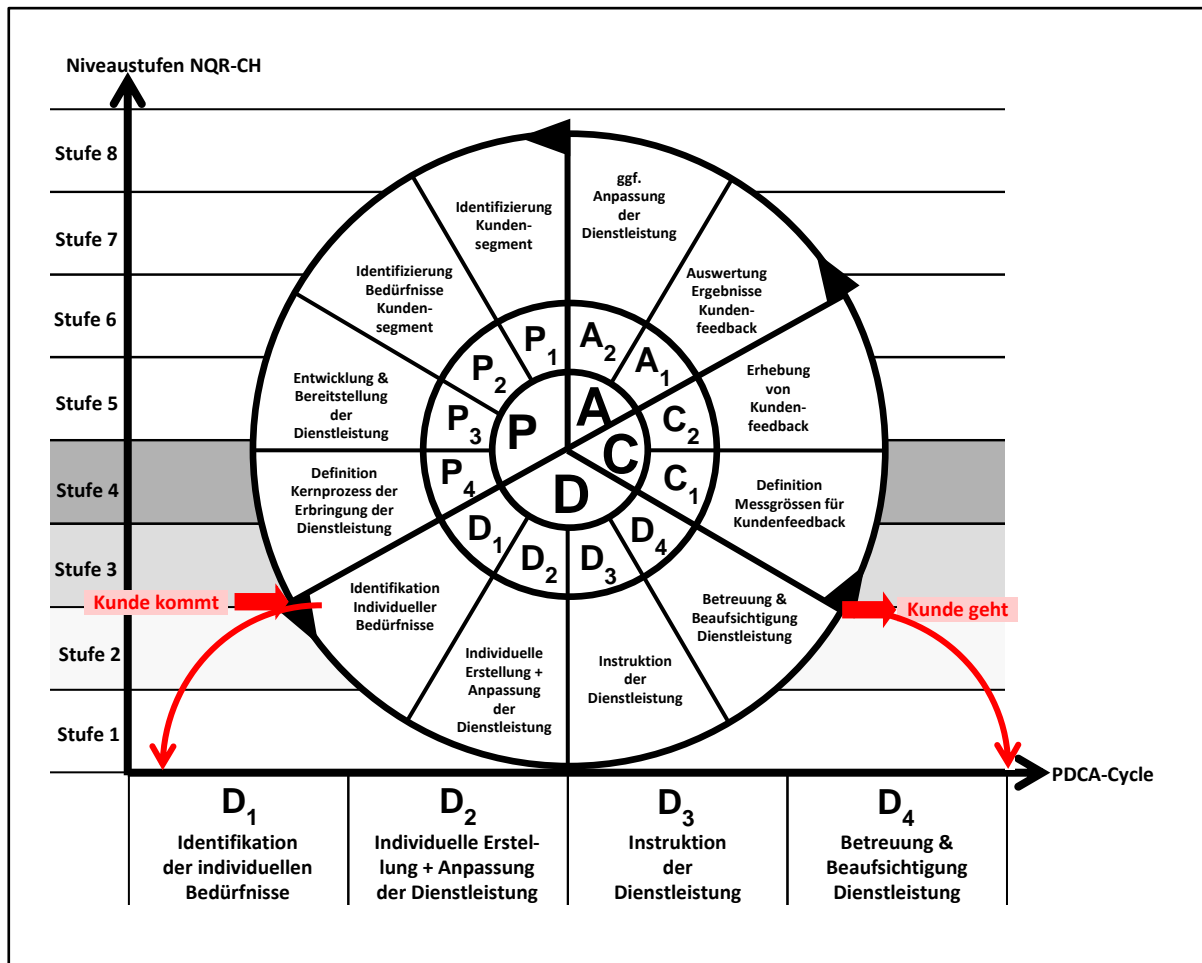 Niveaustufen NQR-CH
Stufe 8
Stufe 7
Stufe 6
Stufe 5
Stufe 4
Stufe 3
Stufe 2
Stufe 1
Identifizierung
Kunden-
segment
ggf.
Anpassung
der
Dienstleistung
Identifizierung
Bedürfnisse
Kunden-
segment
Auswertung
Ergebnisse
Kunden-
feedback
Entwicklung &
Bereitstellung
der
Dienstleistung
Erhebung
von
Kunden-
feedback
Definition
Kernprozess der
Erbringung der
Dienstleistung
Definition
Messgrössen für
Kundenfeedback
Identifikation
Individueller
Bedürfnisse
Betreuung &
Beaufsichtigung
Dienstleistung
Individuelle
Erstellung +
Anpassung
der
Dienstleistung
Instruktion
der
Dienstleistung
P1
A2
P2
A1
P3
C2
P4
C1
D1
D4
D2
D3
P
A
C
D
Kunde kommt
Kunde geht
PDCA-Cycle
D1
Identifikation
der individuellen
Bedürfnisse
D2
Individuelle Erstel-
lung + Anpassung
der Dienstleistung
D3
Instruktion
der
Dienstleistung
D4
Betreuung &
Beaufsichtigung
Dienstleistung